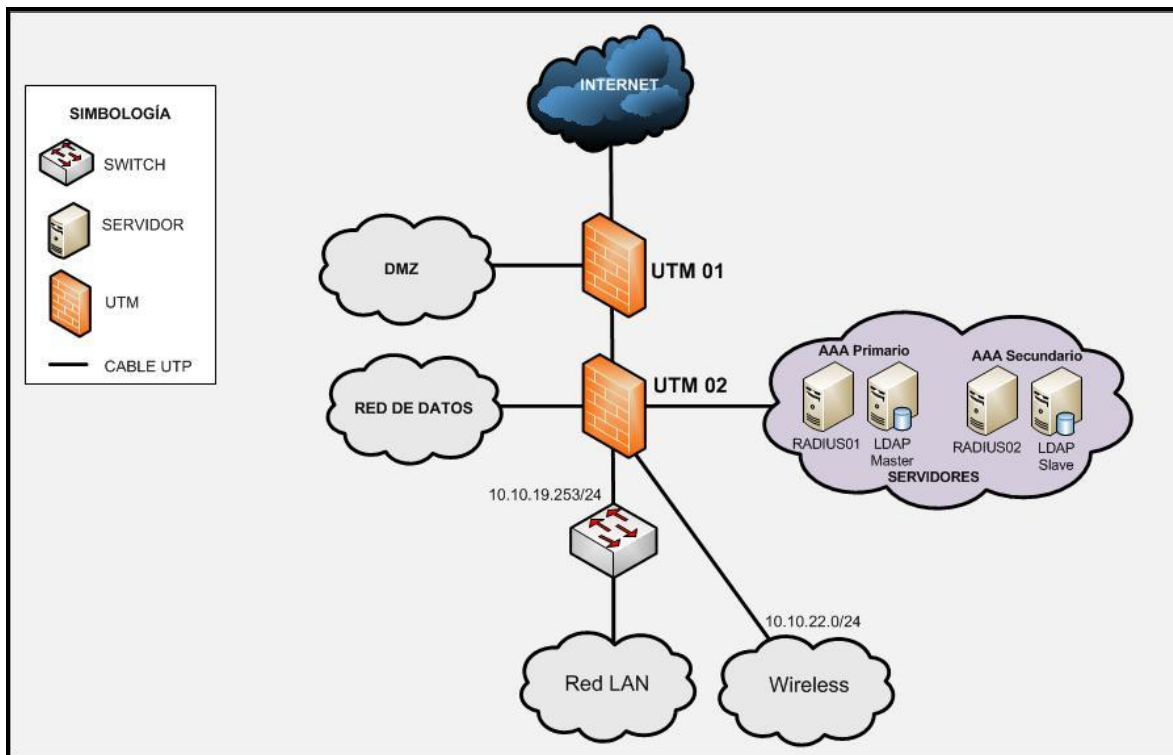 INTERNET
SIMBOLOGÍA
SWITCH
SERVIDOR
UTM
CABLE UTP
DMZ
UTM 01
UTM 02
RED DE DATOS
AAA Primario
AAA Secundario
RADIUS01
LDAP
Master
RADIUS02
LDAP
Slave
SERVIDORES
10.10.19.253/24
10.10.22.0/24
Red LAN
Wireless